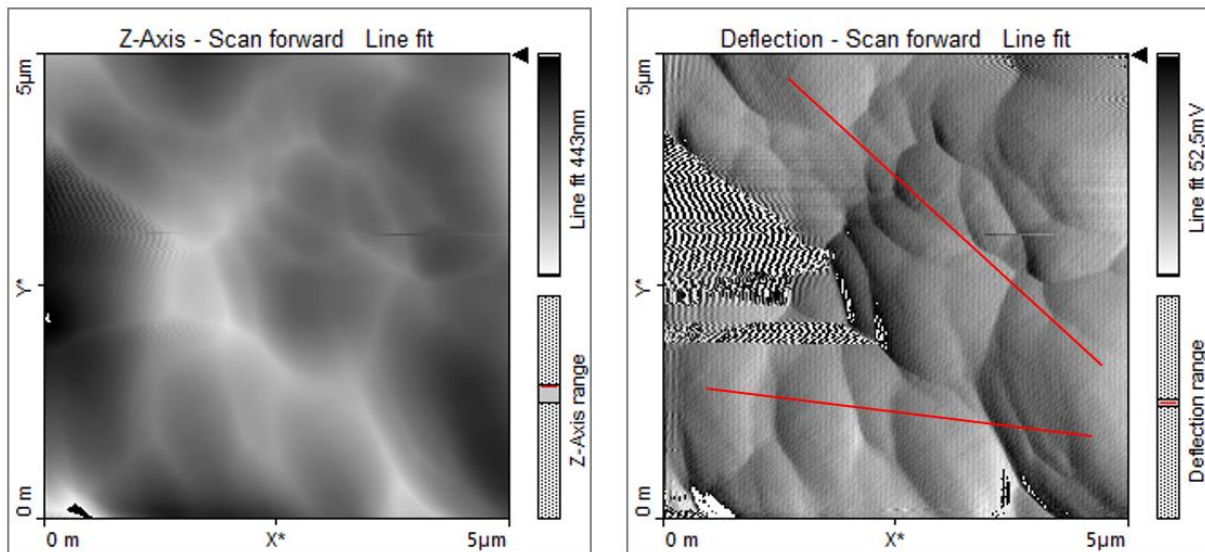 Z-Axis - Scan forward Line fit
5µm
Y*
0 m
0 m
X*
5µm
Line fit 443nm
Z-Axis range
Deflection - Scan forward Line fit
5µm
Y*
0 m
0 m
X*
5µm
Line fit 52,5mV
Deflection range